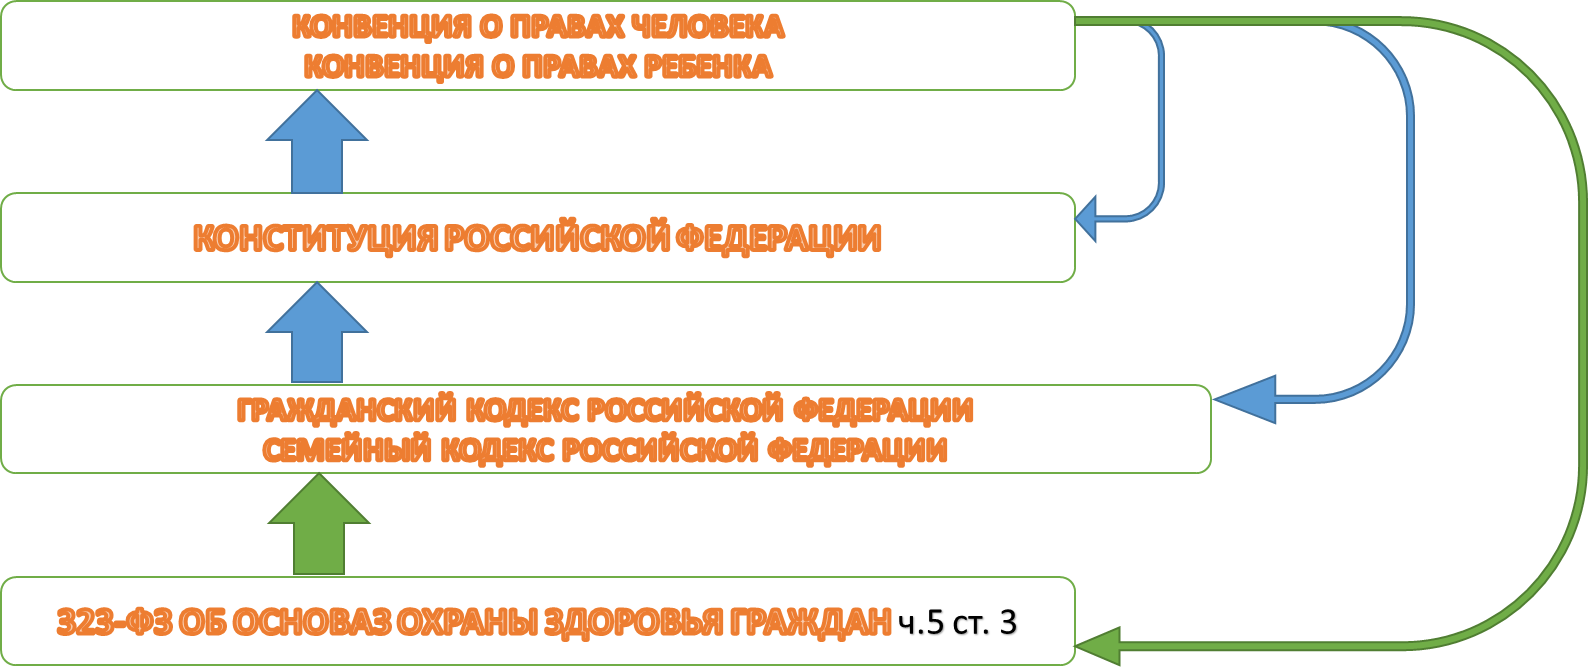 КОНВЕНЦИЯ О ПРАВАХ ЧЕЛОВЕКА
КОНВЕНЦИЯ О ПРАВАХ РЕБЕНКА
КОНСТИТУЦИЯ РОССИЙСКОЙ ФЕДЕРАЦИИ
ГРАЖДАНСКИЙ КОДЕКС РОССИЙСКОЙ ФЕДЕРАЦИИ
СЕМЕЙНЫЙ КОДЕКС РОССИЙСКОЙ ФЕДЕРАЦИИ
323-ФЗ ОБ ОСНОВАЗ ОХРАНЫ ЗДОРОВЬЯ ГРАЖДАН ч.5 ст. 3